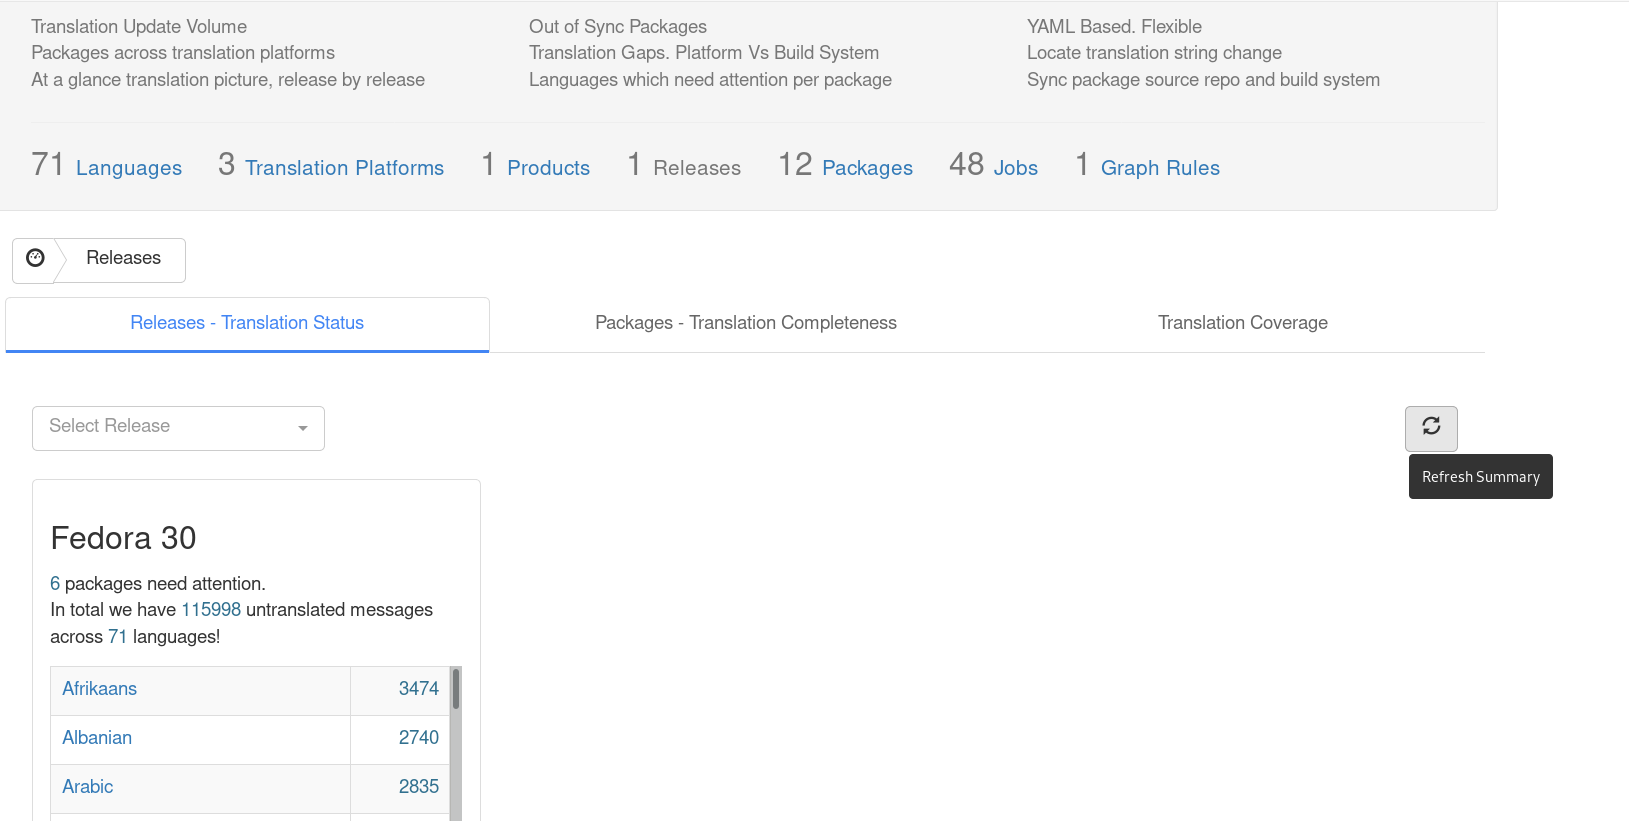 Translation Update Volume
Packages across translation platforms
At a glance translation picture, release by release
Out of Sync Packages
Translation Gaps. Platform Vs Build System
Languages which need attention per package
YAML Based. Flexible
Locate translation string change
Sync package source repo and build system
71 Languages 3 Translation Platforms 1 Products 1 Releases 12 Packages 48 Jobs 1 Graph Rules
Releases
Releases - Translation Status Packages - Translation Completeness Translation Coverage
Select Release
Refresh Summary
Fedora 30
6 packages need attention.
In total we have 115998 untranslated messages
across 71 languages!
Afrikaans 3474
Albanian 2740
Arabic 2835